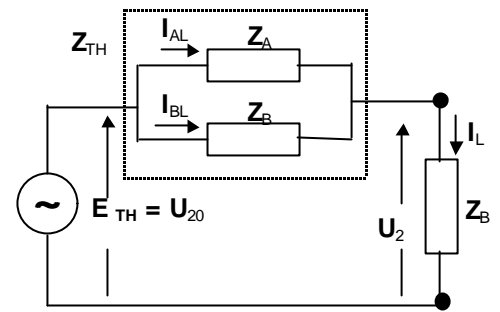 I_AL Z_A
Z_TH
I_BL Z_B
I_L
~ E_TH = U_20
Z_B
U_2